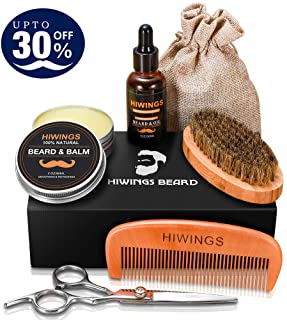 UPTO
30% OFF
HIWINGS
100% NATURAL
BEARD & BALM
HIWINGS
BEARD & OIL
HIWINGS BEARD
HIWINGS